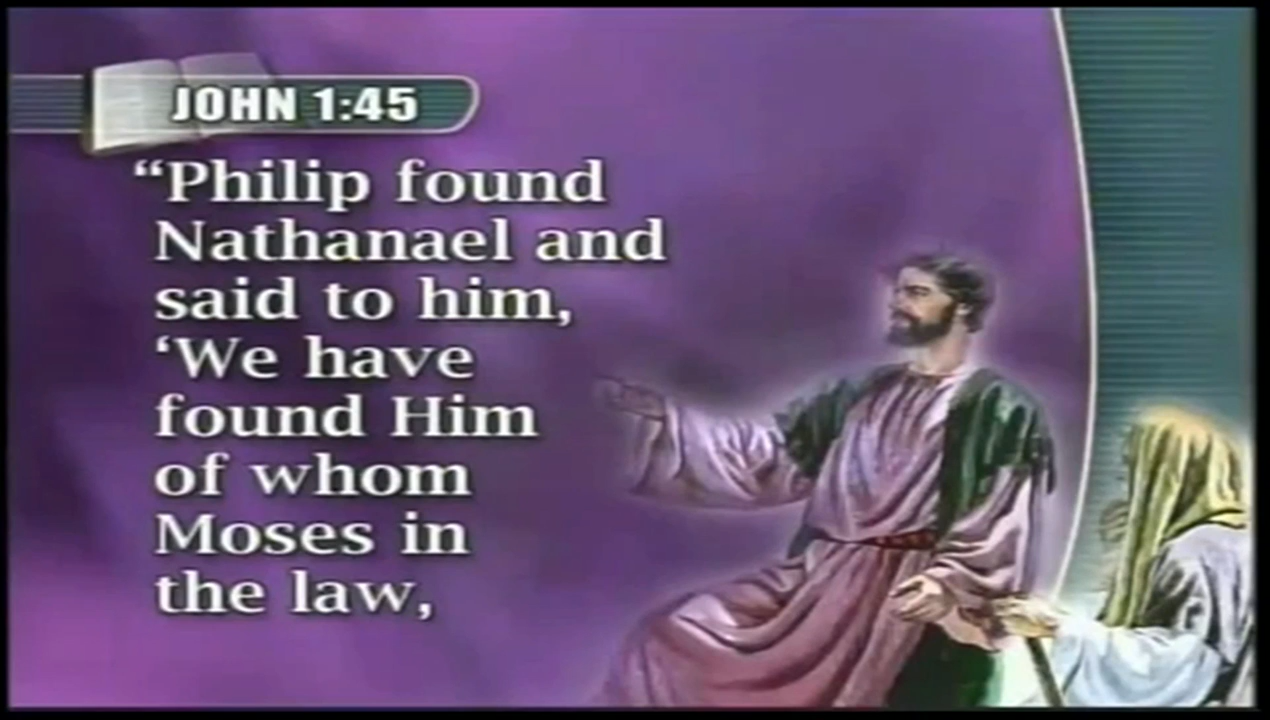 JOHN 1:45
“Philip found
Nathanael and
said to him,
‘We have
found Him
of whom
Moses in
the law,